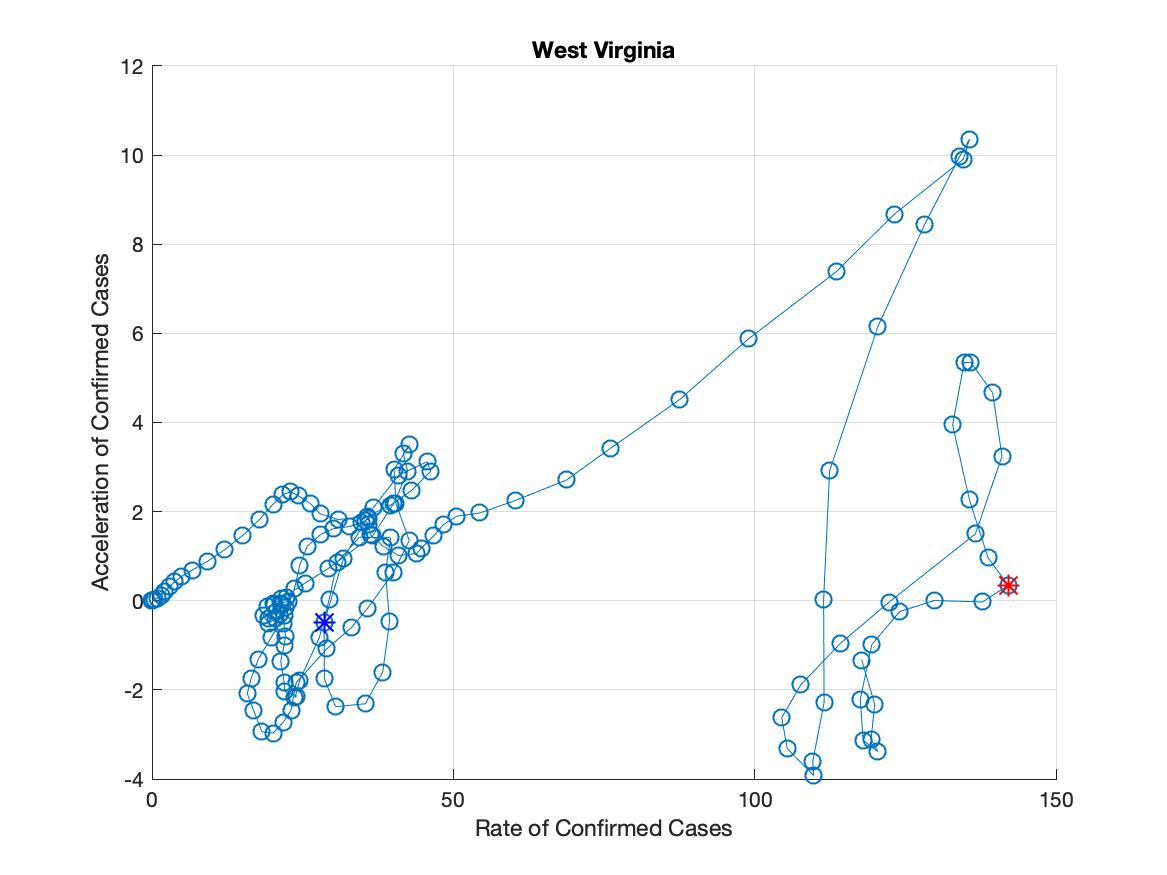 West Virginia
12
10
8
6
4
2
0
-2
-4
Acceleration of Confirmed Cases
0 50 100 150
Rate of Confirmed Cases